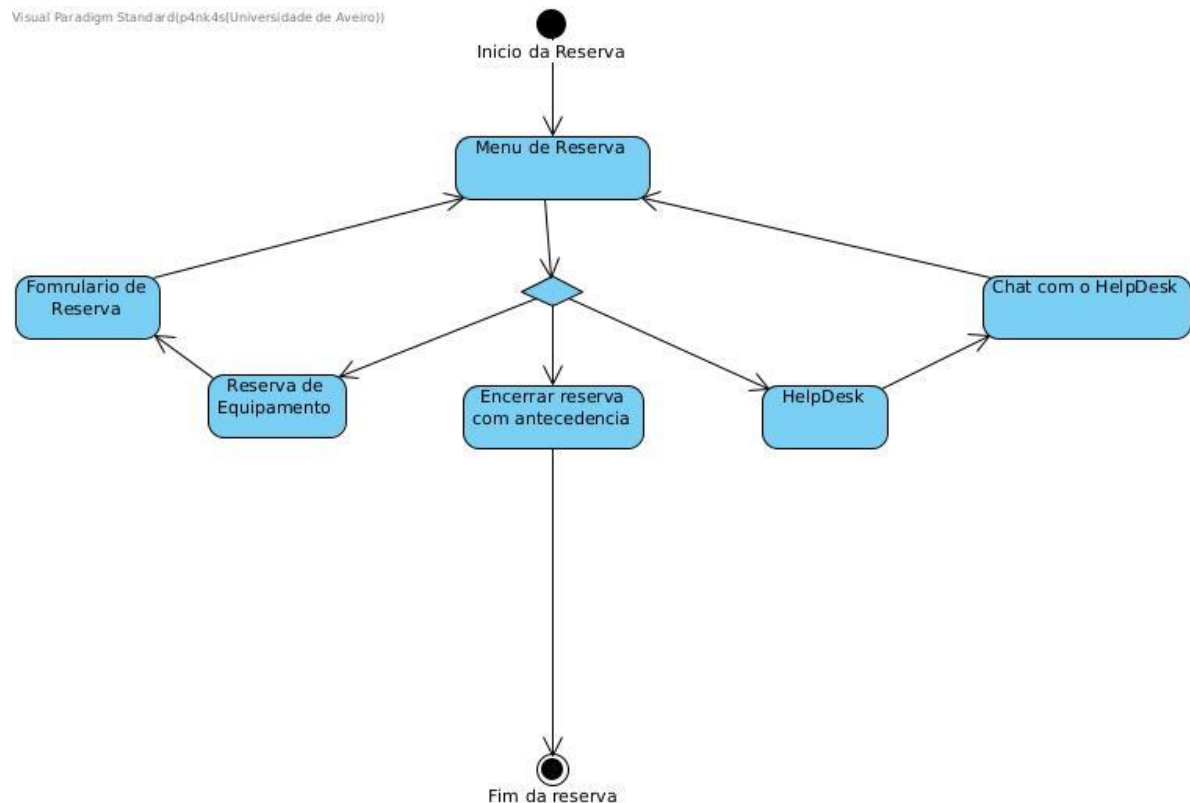 Visual Paradigm Standard(p4nk4s(Universidade de Aveiro))
Inicio da Reserva
Menu de Reserva
Fomrulario de
Reserva
Chat com o HelpDesk
Reserva de
Equipamento
Encerrar reserva
com antecedencia
HelpDesk
Fim da reserva